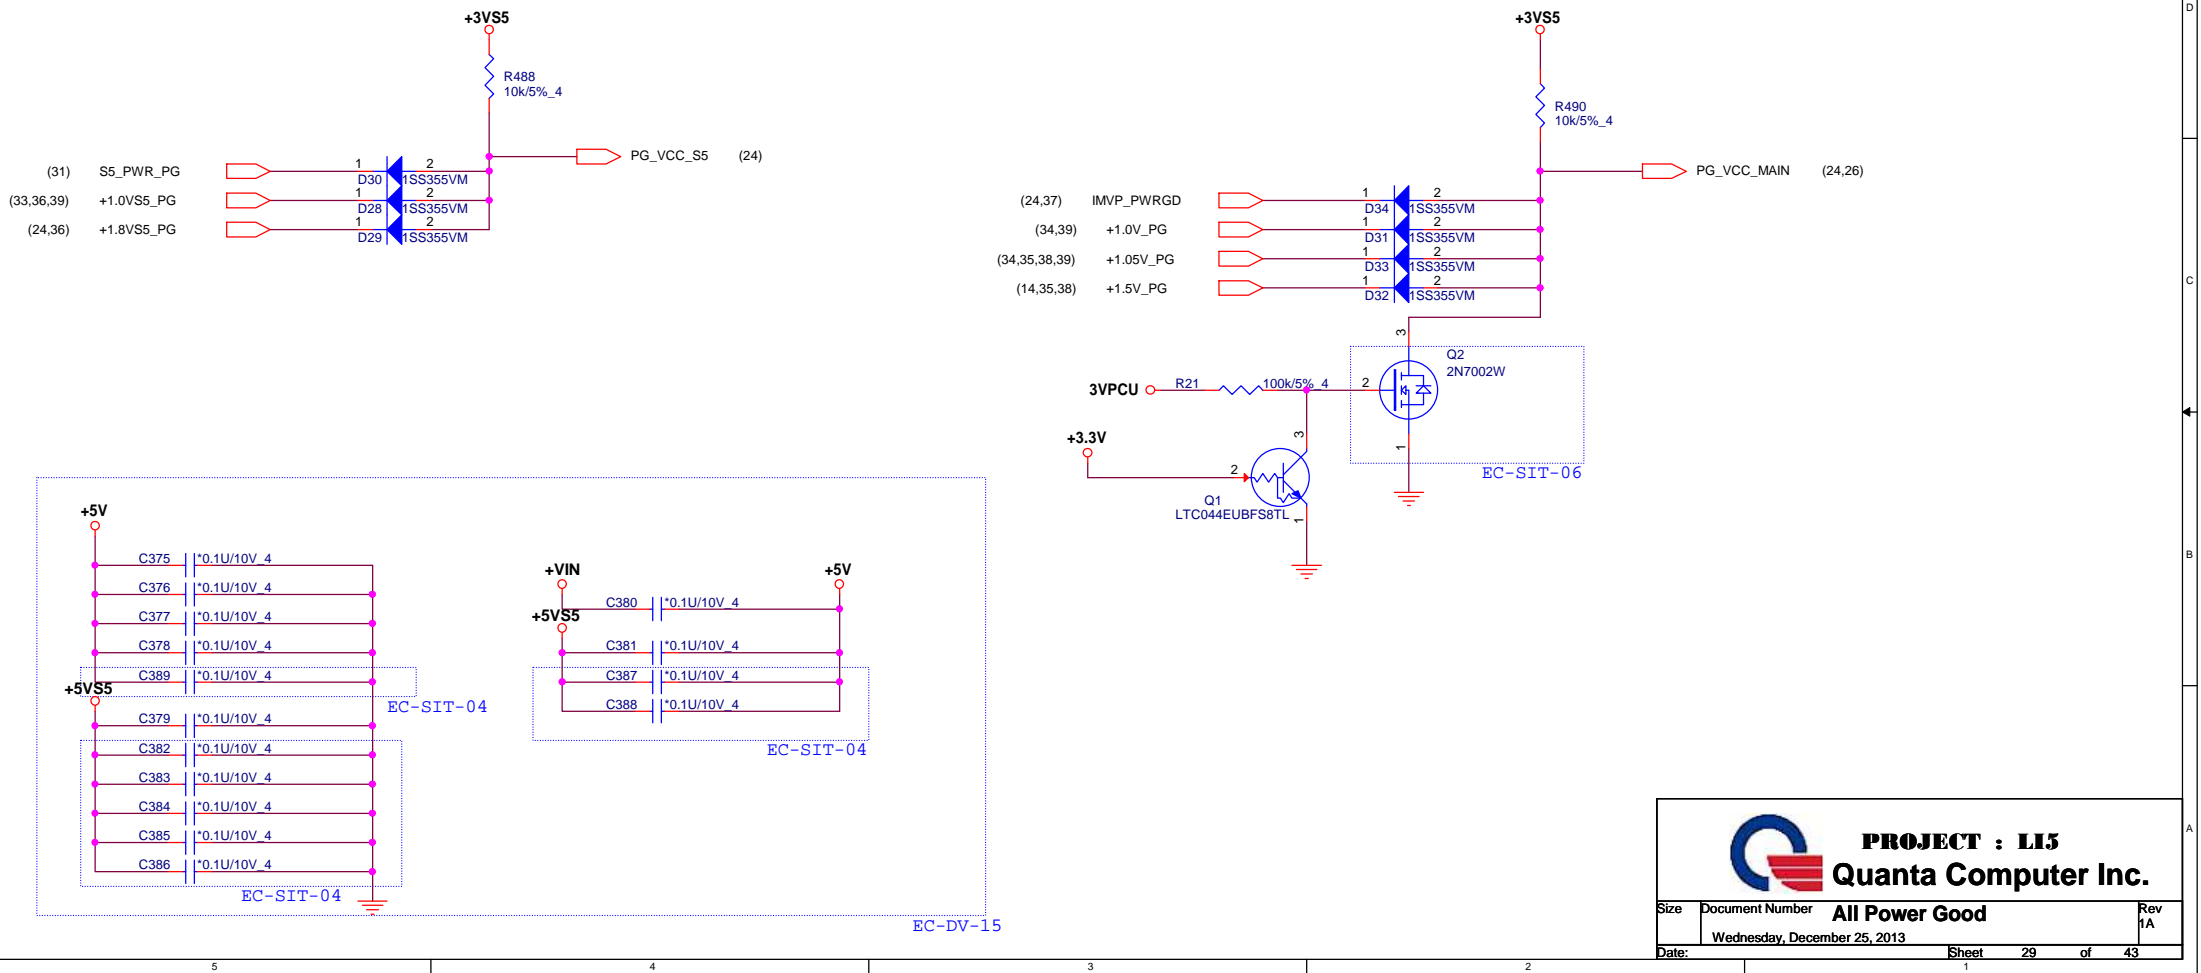 +3VS5
R488
10k/5%_4
PG_VCC_S5 (24)
(31) S5_PWR_PG 1 2
D30 1SS355VM
(33,36,39) +1.0VS5_PG 1 2
D28 1SS355VM
(24,36) +1.8VS5_PG 1 2
D29 1SS355VM
+3VS5
R490
10k/5%_4
PG_VCC_MAIN (24,26)
(24,37) IMVP_PWRGD 1 2
D34 1SS355VM
(34,39) +1.0V_PG 1 2
D31 1SS355VM
(34,35,38,39) +1.05V_PG 1 2
D33 1SS355VM
(14,35,38) +1.5V_PG 1 2
D32 1SS355VM
3
Q2
2N7002W
3VPCU R21 100k/5%_4 2
1
EC-SIT-06
+3.3V
3
2
Q1
LTC044EUBFS8TL
1
+5V
C375 *0.1U/10V_4
C376 *0.1U/10V_4
C377 *0.1U/10V_4
C378 *0.1U/10V_4
C389 *0.1U/10V_4
+5VS5
EC-SIT-04
C379 *0.1U/10V_4
C382 *0.1U/10V_4
C383 *0.1U/10V_4
C384 *0.1U/10V_4
C385 *0.1U/10V_4
C386 *0.1U/10V_4
EC-SIT-04
+VIN +5V
C380 *0.1U/10V_4
+5VS5
C381 *0.1U/10V_4
C387 *0.1U/10V_4
C388 *0.1U/10V_4
EC-SIT-04
EC-DV-15
D
C
B
A
PROJECT : LI5
Quanta Computer Inc.
Size Document Number Rev
All Power Good 1A
Wednesday, December 25, 2013
Date: Sheet 29 of 43
5 4 3 2 1